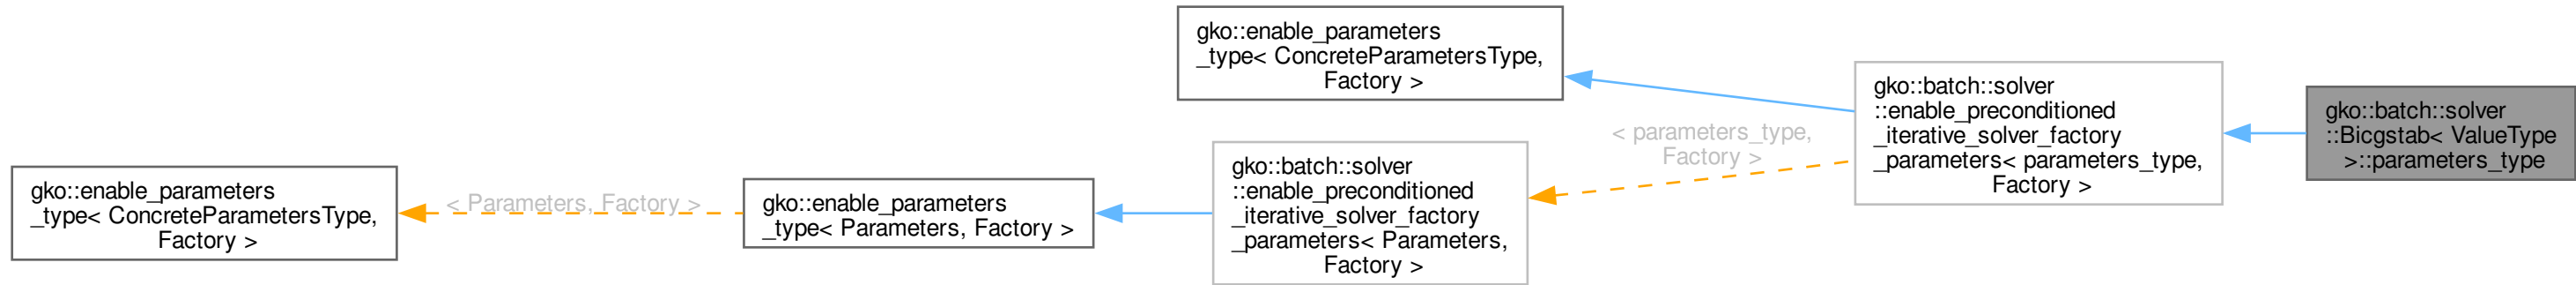 gko::enable_parameters
_type< ConcreteParametersType,
Factory >
gko::enable_parameters
_type< ConcreteParametersType,
Factory >
< Parameters, Factory >
gko::enable_parameters
_type< Parameters, Factory >
gko::batch::solver
::enable_preconditioned
_iterative_solver_factory
_parameters< Parameters,
Factory >
< parameters_type,
Factory >
gko::batch::solver
::enable_preconditioned
_iterative_solver_factory
_parameters< parameters_type,
Factory >
gko::batch::solver
::Bicgstab< ValueType
>::parameters_type